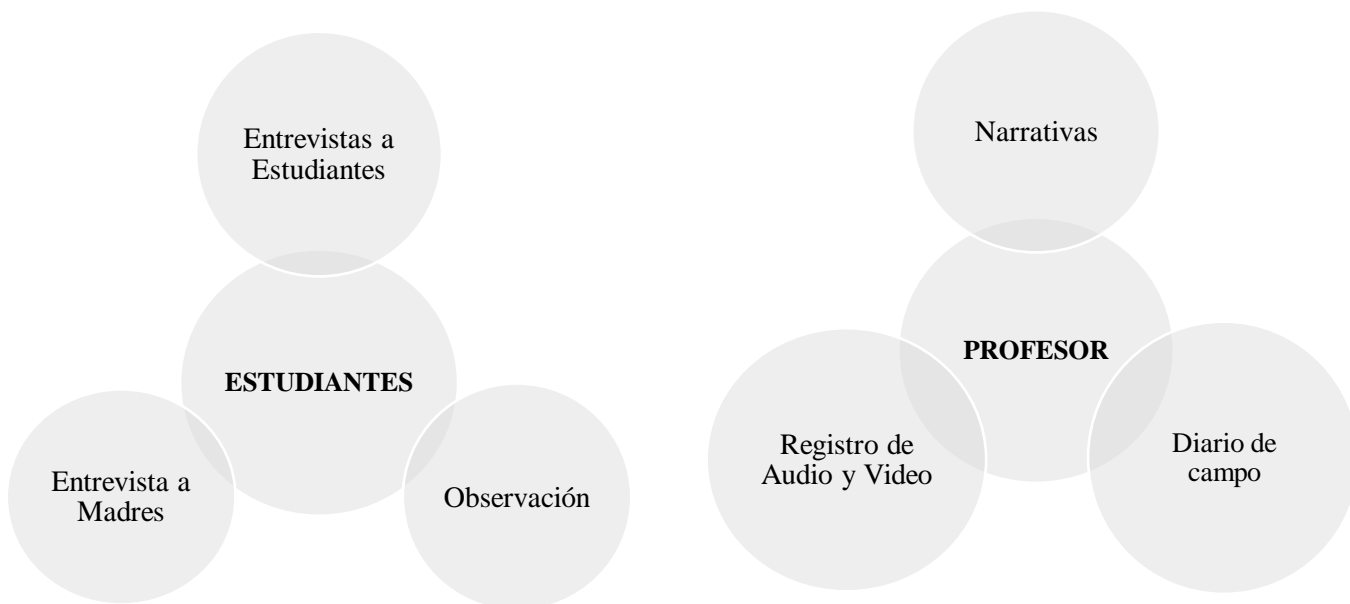 Entrevistas a
Estudiantes
ESTUDIANTES
Entrevista a
Madres
Observación
Narrativas
PROFESOR
Registro de
Audio y Video
Diario de
campo